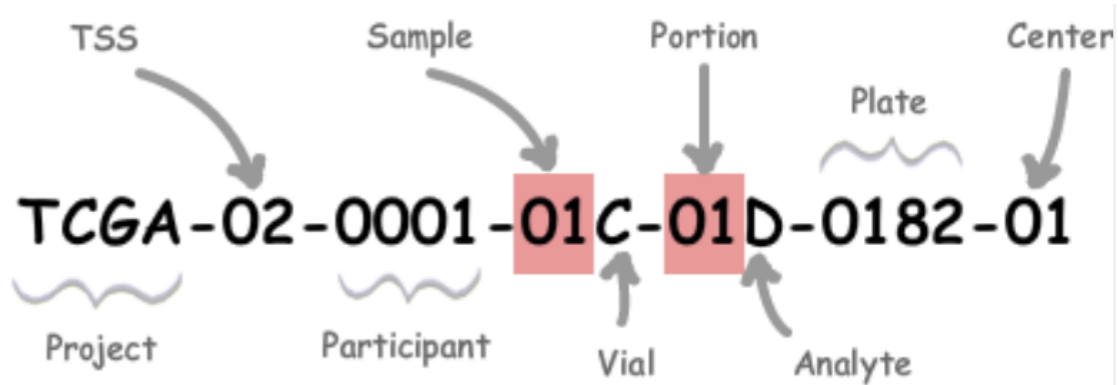 TSS Sample Portion Center
Plate
TCGA-02-0001-01C-01D-0182-01
Project Participant Vial Analyte